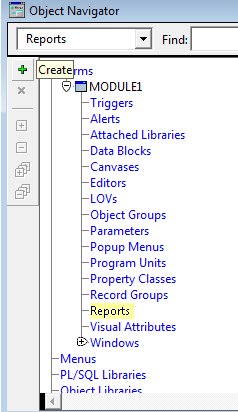 Object Navigator
Reports Find:
Create rms
MODULE1
Triggers
Alerts
Attached Libraries
Data Blocks
Canvases
Editors
LOVs
Object Groups
Parameters
Popup Menus
Program Units
Property Classes
Record Groups
Reports
Visual Attributes
Windows
Menus
PL/SQL Libraries
Object Libraries